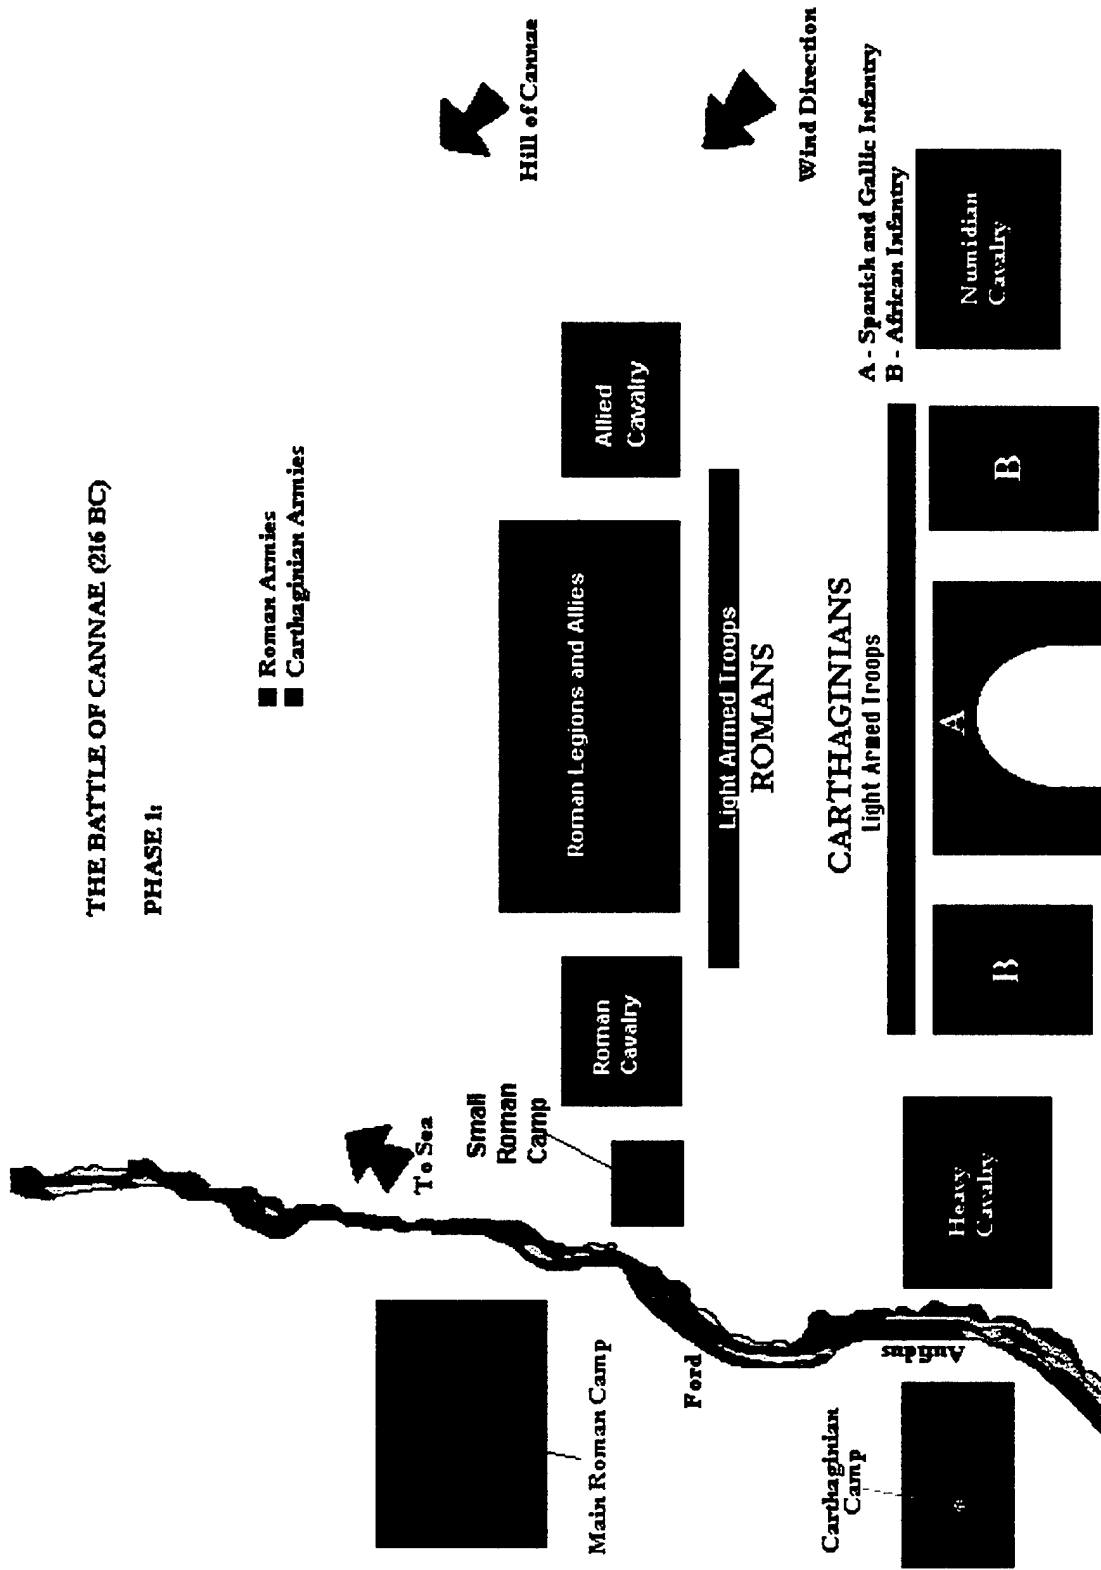 THE BATTLE OF CANNAE (216 BC)
PHASE 1:
Roman Armies
Carthaginian Armies
To Sea
Hill of Cannae
Small
Roman
Camp
Main Roman Camp
Roman
Cavalry
Roman Legions and Allies
Allied
Cavalry
Light Armed Troops
ROMANS
Wind Direction
Ford
CARTHAGINIANS
Light Armed Troops
A - Spanish and Gallic Infantry
B - African Infantry
Carthaginian
Camp
Aufidus
Heavy
Cavalry
B
A
B
Numidian
Cavalry